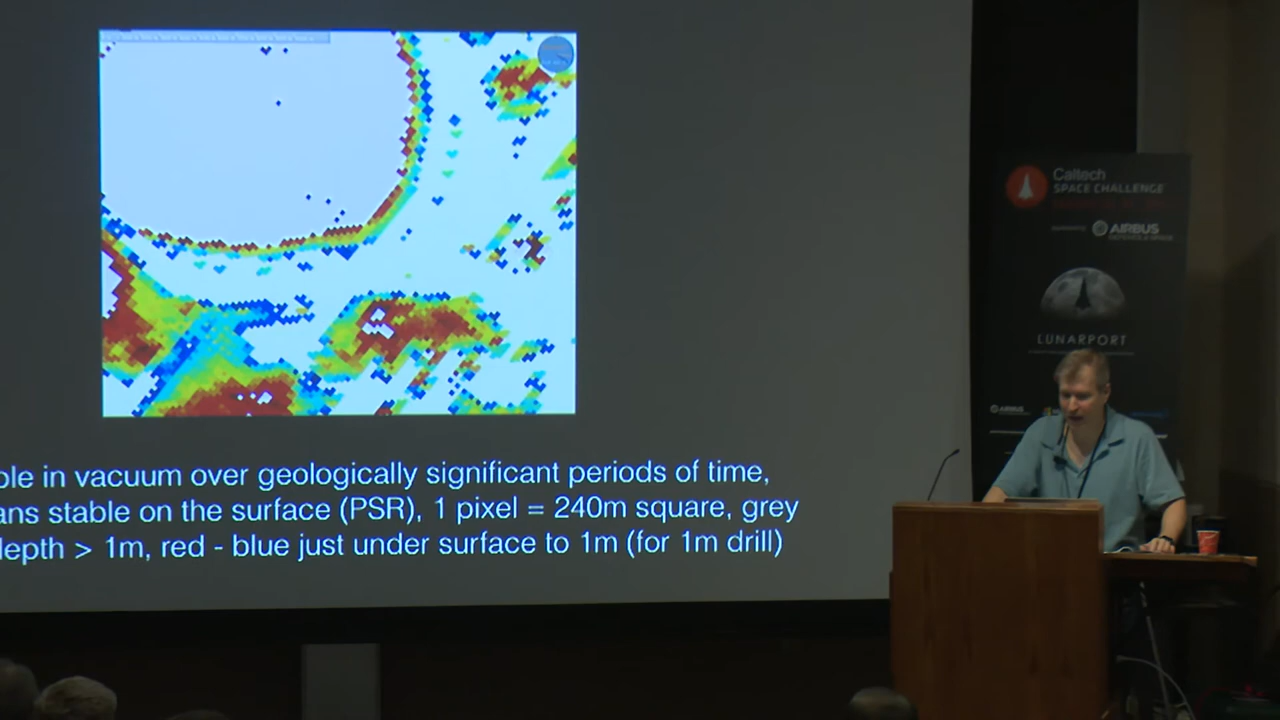 ble in vacuum over geologically significant periods of time,
ans stable on the surface (PSR), 1 pixel = 240m square, grey
depth > 1m, red - blue just under surface to 1m (for 1m drill)
Caltech
SPACE CHALLENGE
AIRBUS
LUNARPORT
AIRBUS